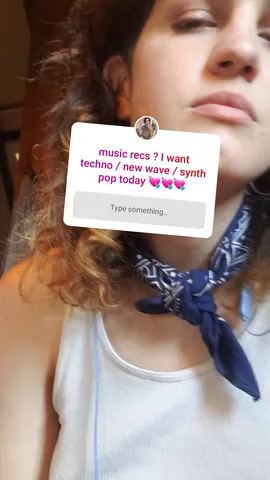 music recs ? I want
techno / new wave / synth
pop today 💘💘💘
Type something...